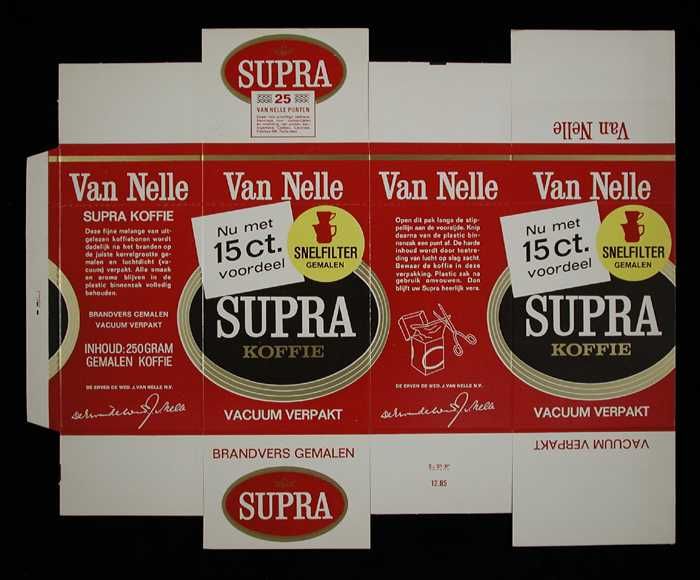 SUPRA
25
VAN NELLE PUNTEN
Van Nelle
Van Nelle
SUPRA KOFFIE
Deze fijne melange van uit-
gelezen koffiebonen wordt
dadelijk na het branden op
de juiste korrelgrootte ge-
malen en luchtdicht (va-
cuum) verpakt. Alle smaak
en aroma blijven in de
plastic binnenzak volledig
behouden.
BRANDVERS GEMALEN
VACUUM VERPAKT
INHOUD: 250 GRAM
GEMALEN KOFFIE
DE ERVEN DE WED. J. VAN NELLE N.V.
Van Nelle
Nu met
15 ct.
voordeel
SNELFILTER
GEMALEN
SUPRA
KOFFIE
VACUUM VERPAKT
Van Nelle
Open dit pak langs de stip-
pellijn aan de voorzijde. Knip
daarna van de plastic bin-
nenzak een punt af. De harde
inhoud wordt door toetre-
ding van lucht op slag zacht.
Bewaar de koffie in deze
verpakking. Plastic zak na
gebruik omvouwen. Dan
blijft uw Supra heerlijk vers.
DE ERVEN DE WED. J. VAN NELLE N.V.
Van Nelle
Nu met
15 ct.
voordeel
SNELFILTER
GEMALEN
SUPRA
KOFFIE
VACUUM VERPAKT
BRANDVERS GEMALEN
SUPRA
12.85
VACUUM VERPAKT